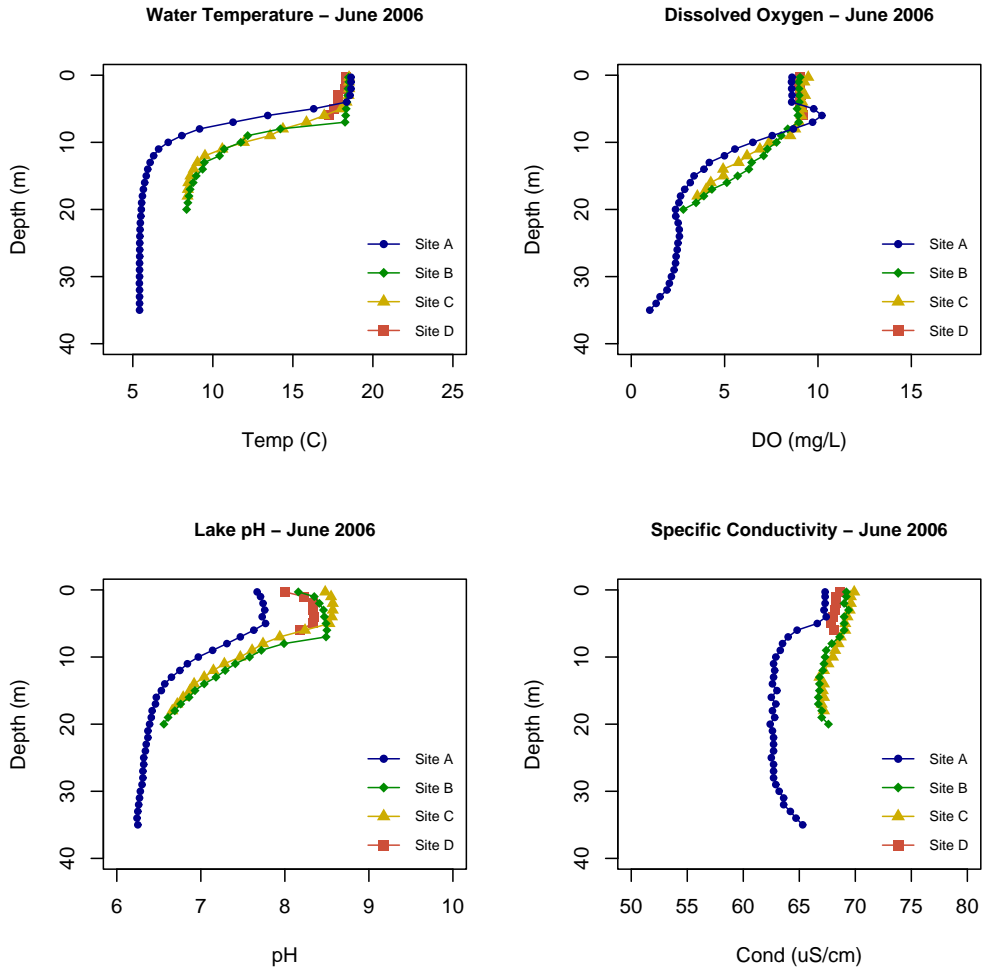 Water Temperature – June 2006
0
10
20
30
40
Depth (m)
5
10
15
20
25
Temp (C)
Site A
Site B
Site C
Site D
Dissolved Oxygen – June 2006
0
10
20
30
40
Depth (m)
0
5
10
15
DO (mg/L)
Site A
Site B
Site C
Site D
Lake pH – June 2006
0
10
20
30
40
Depth (m)
6
7
8
9
10
pH
Site A
Site B
Site C
Site D
Specific Conductivity – June 2006
0
10
20
30
40
Depth (m)
50
55
60
65
70
75
80
Cond (uS/cm)
Site A
Site B
Site C
Site D